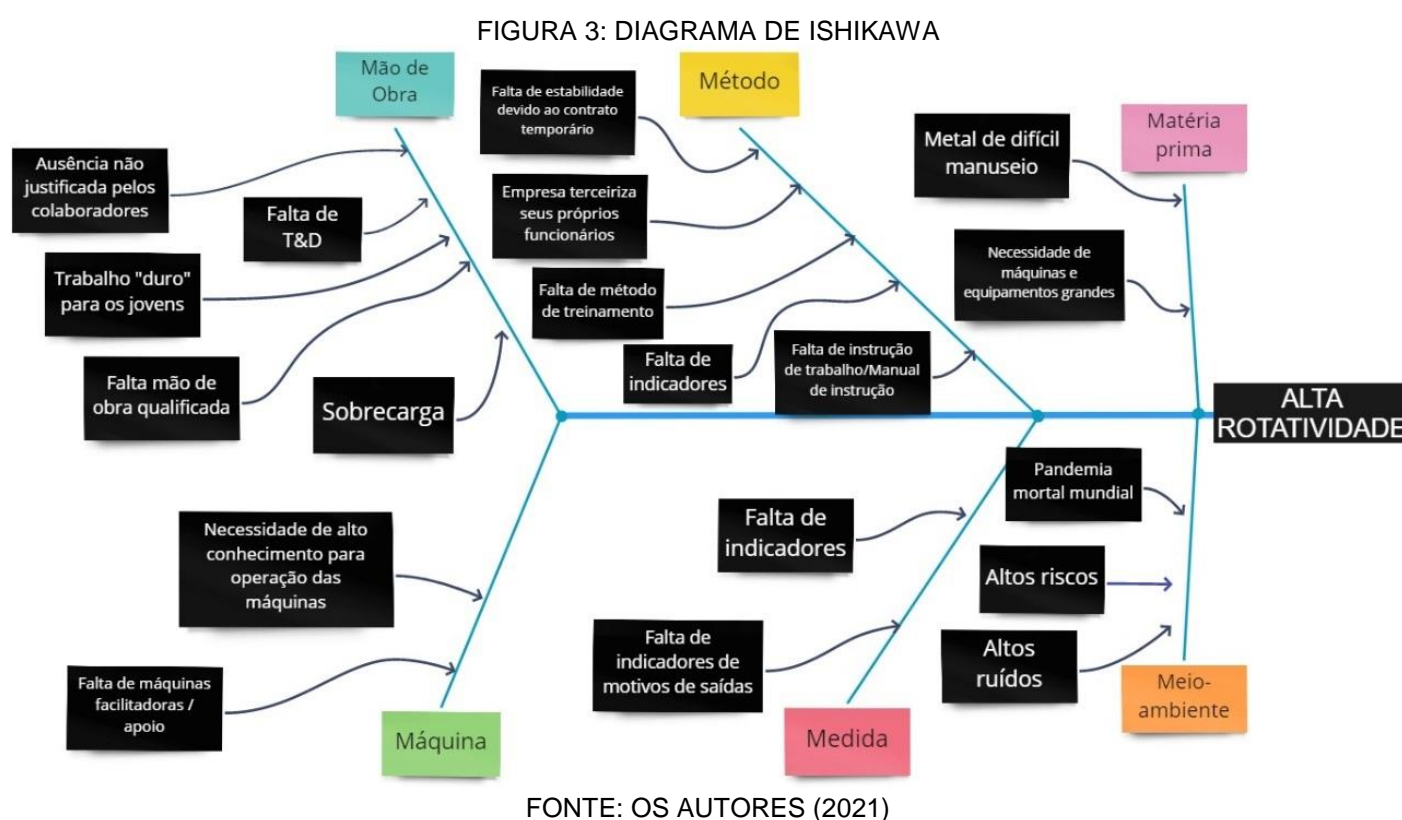 FIGURA 3: DIAGRAMA DE ISHIKAWA
Mão de
Obra
Ausência não
justificada pelos
colaboradores
Falta de
T&D
Trabalho "duro"
para os jovens
Falta mão de
obra qualificada
Sobrecarga
Método
Falta de estabilidade
devido ao contrato
temporário
Empresa terceiriza
seus próprios
funcionários
Falta de método
de treinamento
Falta de
indicadores
Falta de instrução
de trabalho/Manual
de instrução
Matéria
prima
Metal de difícil
manuseio
Necessidade de
máquinas e
equipamentos grandes
ALTA
ROTATIVIDADE
Necessidade de alto
conhecimento para
operação das
máquinas
Falta de máquinas
facilitadoras /
apoio
Máquina
Falta de
indicadores
Falta de
indicadores de
motivos de saídas
Medida
Pandemia
mortal mundial
Altos riscos
Altos
ruídos
Meio-
ambiente
FONTE: OS AUTORES (2021)